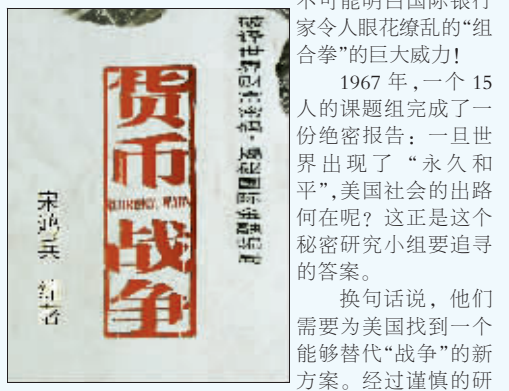 货币
CURRENCY WARS
战争
宋鸿兵 编著
不可能明白国际银行
家令人眼花缭乱的“组
合拳”的巨大威力！
1967 年，一个 15
人的课题组完成了一
份绝密报告：一旦世
界出现了“永久和
平”，美国社会的出路
何在呢？这正是这个
秘密研究小组要追寻
的答案。
换句话说，他们
需要为美国找到一个
能够替代“战争”的新
方案。经过谨慎的研